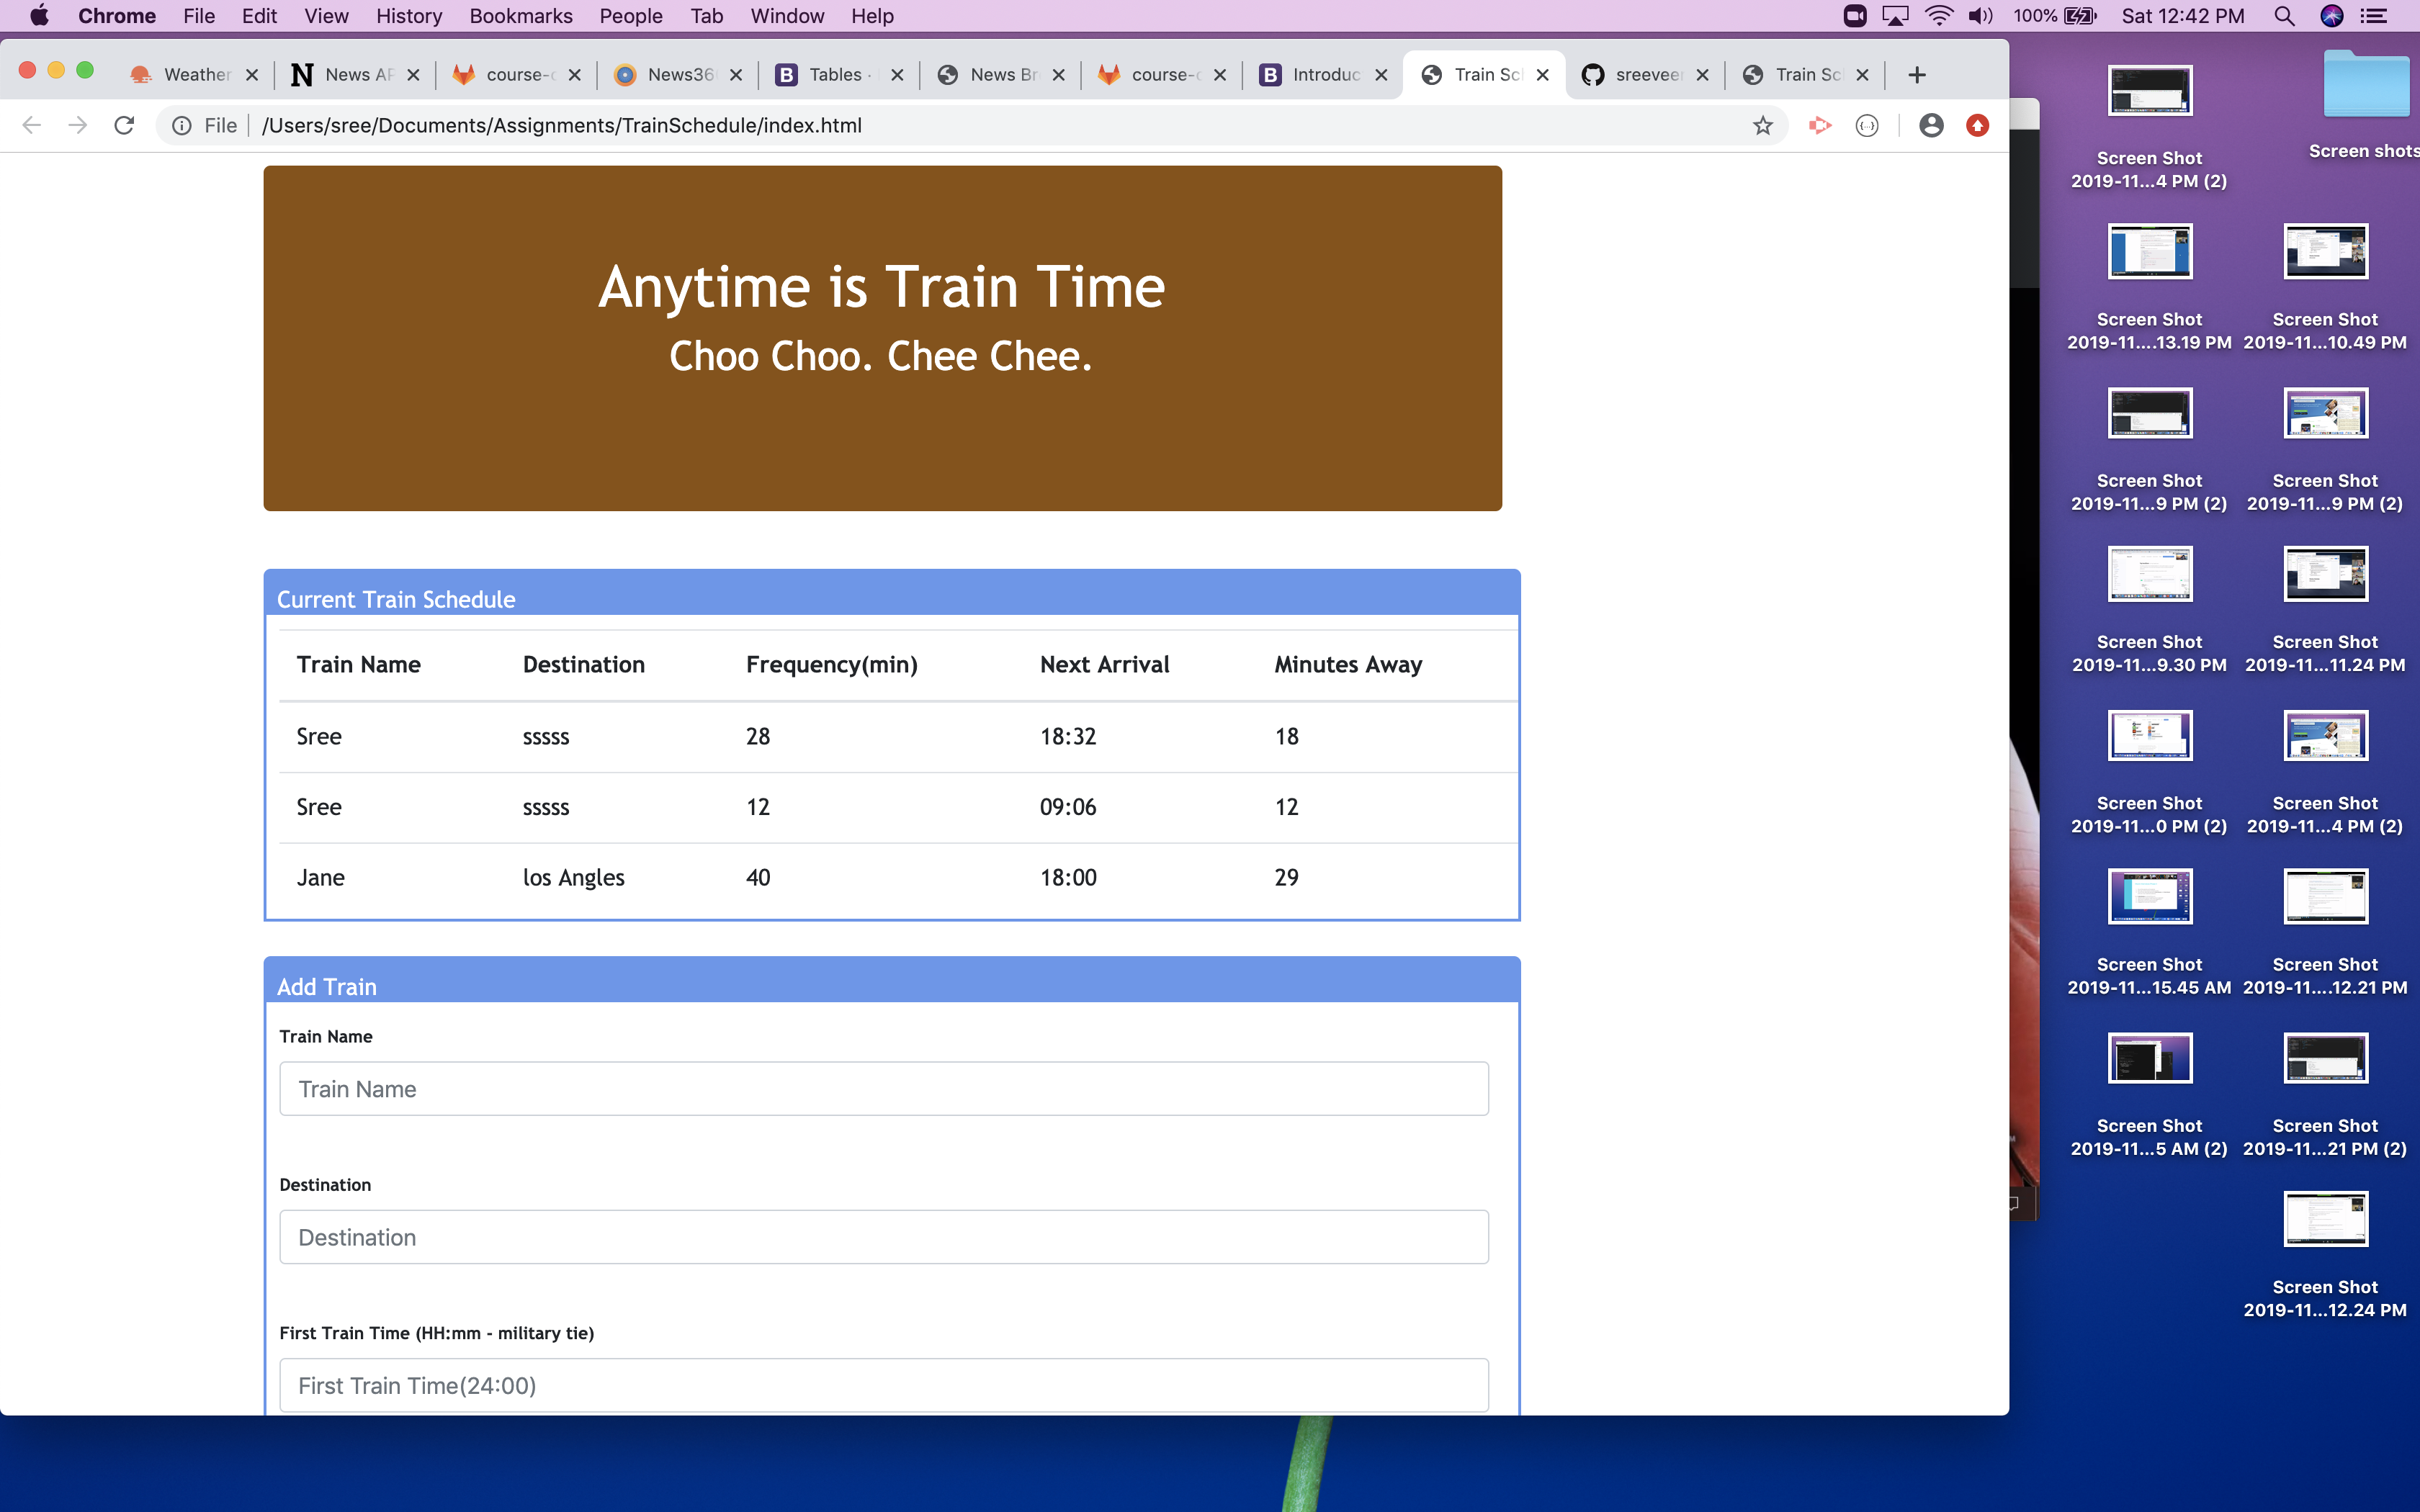 Chrome File Edit View History Bookmarks People Tab Window Help 100% Sat 12:42 PM
Weather News AP course-c News36 Tables · News Br course-c Introduc Train Sc sreeveer Train Sc
File /Users/sree/Documents/Assignments/TrainSchedule/index.html
Anytime is Train Time
Choo Choo. Chee Chee.
Current Train Schedule
Train Name Destination Frequency(min) Next Arrival Minutes Away
Sree sssss 28 18:32 18
Sree sssss 12 09:06 12
Jane los Angles 40 18:00 29
Add Train
Train Name
Train Name
Destination
Destination
First Train Time (HH:mm - military tie)
First Train Time(24:00)
Screen Shot
2019-11...4 PM (2)
Screen shots
Screen Shot
2019-11....13.19 PM
Screen Shot
2019-11...10.49 PM
Screen Shot
2019-11...9 PM (2)
Screen Shot
2019-11...9 PM (2)
Screen Shot
2019-11...9.30 PM
Screen Shot
2019-11...11.24 PM
Screen Shot
2019-11...0 PM (2)
Screen Shot
2019-11...4 PM (2)
Screen Shot
2019-11...15.45 AM
Screen Shot
2019-11....12.21 PM
Screen Shot
2019-11...5 AM (2)
Screen Shot
2019-11...21 PM (2)
Screen Shot
2019-11...12.24 PM